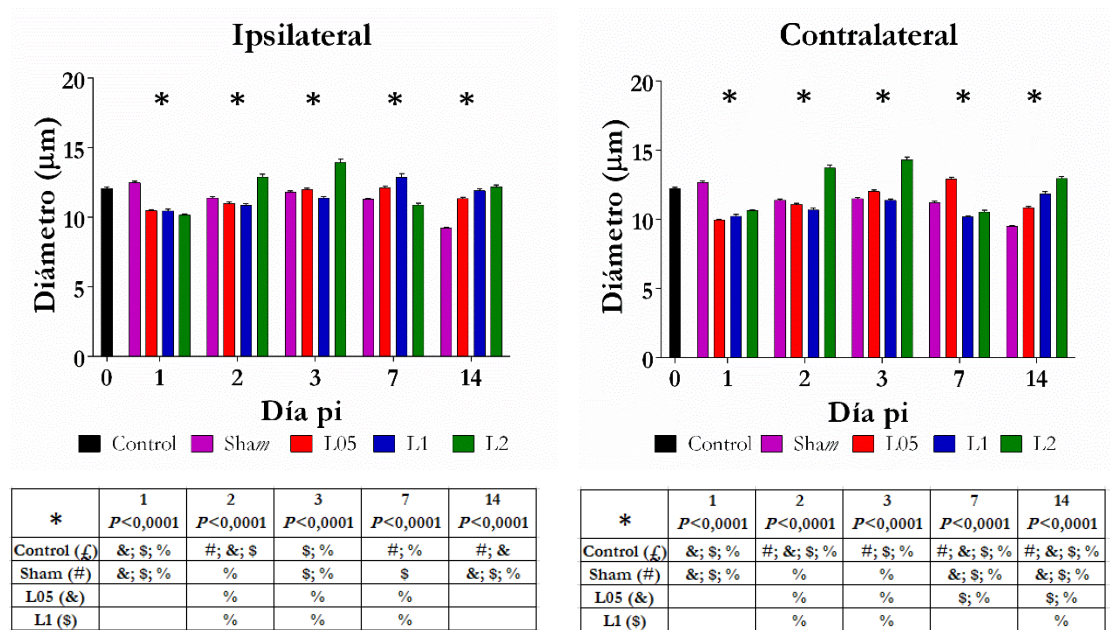 Ipsilateral
20
* * * * *
15
10
5
0
Diámetro (µm)
0 1 2 3 7 14
Día pi
Control Sham L05 L1 L2
* 1 2 3 7 14
P<0,0001 P<0,0001 P<0,0001 P<0,0001 P<0,0001
Control (£) &; $; % #; &; $ $; % #; % #; &
Sham (#) &; $; % % $; % $ &; $; %
L05 (&) % % %
L1 ($) % % %
Contralateral
20
* * * * *
15
10
5
0
Diámetro (µm)
0 1 2 3 7 14
Día pi
Control Sham L05 L1 L2
* 1 2 3 7 14
P<0,0001 P<0,0001 P<0,0001 P<0,0001 P<0,0001
Control (£) &; $; % #; &; $; % #; $; % #; &; $; % #; &; $; %
Sham (#) &; $; % % % &; $; % &; $; %
L05 (&) % % $; % $; %
L1 ($) % % %